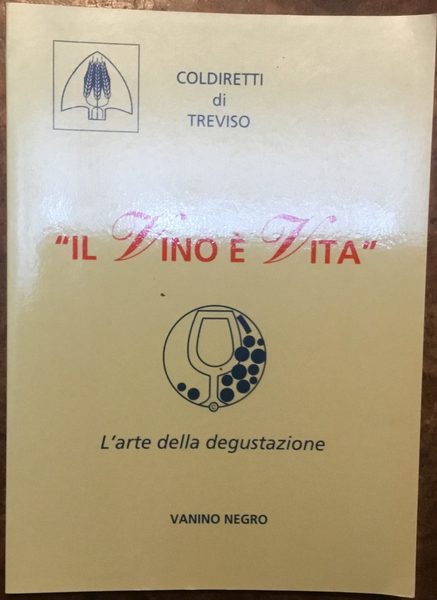 COLDIRETTI
di
TREVISO
"IL VINO È VITA"
©
L'arte della degustazione
VANINO NEGRO